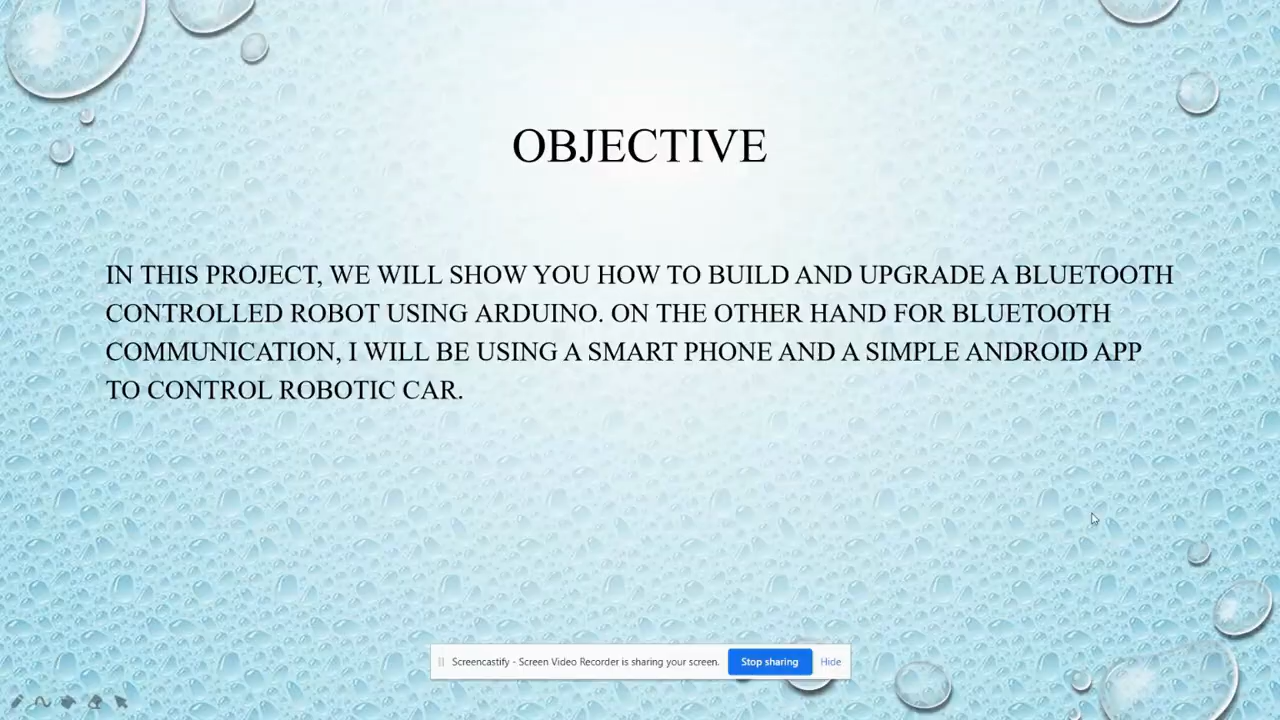 OBJECTIVE
IN THIS PROJECT, WE WILL SHOW YOU HOW TO BUILD AND UPGRADE A BLUETOOTH
CONTROLLED ROBOT USING ARDUINO. ON THE OTHER HAND FOR BLUETOOTH
COMMUNICATION, I WILL BE USING A SMART PHONE AND A SIMPLE ANDROID APP
TO CONTROL ROBOTIC CAR.
Screencastify - Screen Video Recorder is sharing your screen. Stop sharing Hide